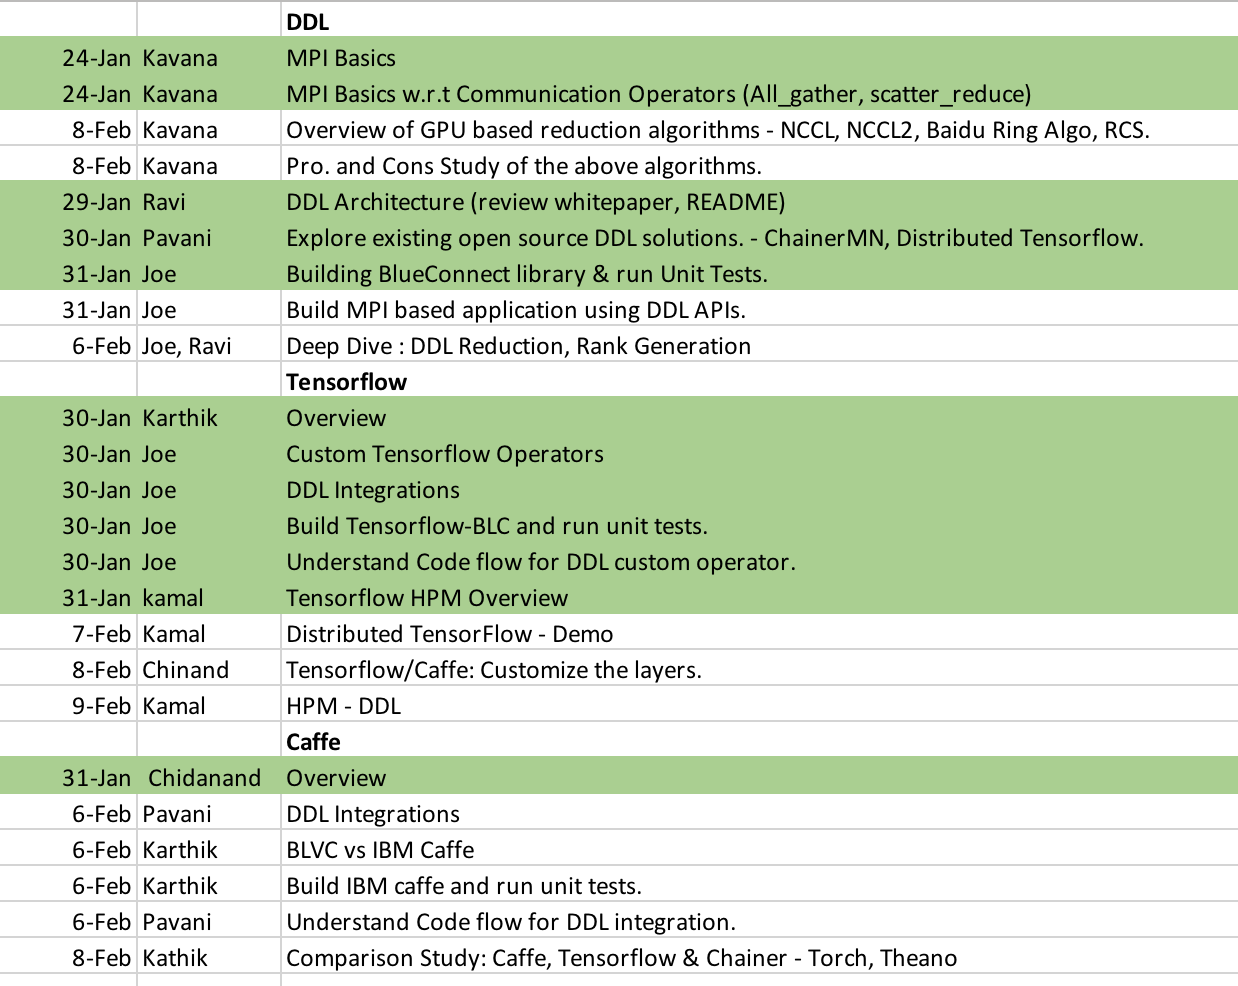 DDL
24-Jan Kavana MPI Basics
24-Jan Kavana MPI Basics w.r.t Communication Operators (All_gather, scatter_reduce)
8-Feb Kavana Overview of GPU based reduction algorithms - NCCL, NCCL2, Baidu Ring Algo, RCS.
8-Feb Kavana Pro. and Cons Study of the above algorithms.
29-Jan Ravi DDL Architecture (review whitepaper, README)
30-Jan Pavani Explore existing open source DDL solutions. - ChainerMN, Distributed Tensorflow.
31-Jan Joe Building BlueConnect library & run Unit Tests.
31-Jan Joe Build MPI based application using DDL APIs.
6-Feb Joe, Ravi Deep Dive : DDL Reduction, Rank Generation
Tensorflow
30-Jan Karthik Overview
30-Jan Joe Custom Tensorflow Operators
30-Jan Joe DDL Integrations
30-Jan Joe Build Tensorflow-BLC and run unit tests.
30-Jan Joe Understand Code flow for DDL custom operator.
31-Jan kamal Tensorflow HPM Overview
7-Feb Kamal Distributed TensorFlow - Demo
8-Feb Chinand Tensorflow/Caffe: Customize the layers.
9-Feb Kamal HPM - DDL
Caffe
31-Jan Chidanand Overview
6-Feb Pavani DDL Integrations
6-Feb Karthik BLVC vs IBM Caffe
6-Feb Karthik Build IBM caffe and run unit tests.
6-Feb Pavani Understand Code flow for DDL integration.
8-Feb Kathik Comparison Study: Caffe, Tensorflow & Chainer - Torch, Theano